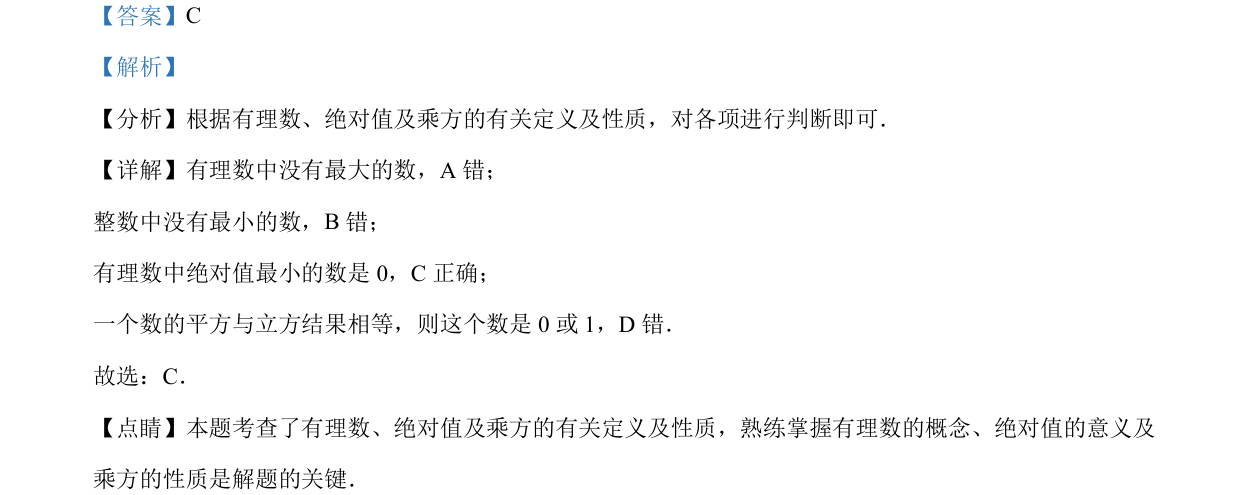 【答案】C
【解析】
【分析】根据有理数、绝对值及乘方的有关定义及性质，对各项进行判断即可．
【详解】有理数中没有最大的数，A 错；
整数中没有最小的数，B 错；
有理数中绝对值最小的数是 0，C 正确；
一个数的平方与立方结果相等，则这个数是 0 或 1，D 错．
故选：C．
【点睛】本题考查了有理数、绝对值及乘方的有关定义及性质，熟练掌握有理数的概念、绝对值的意义及
乘方的性质是解题的关键．